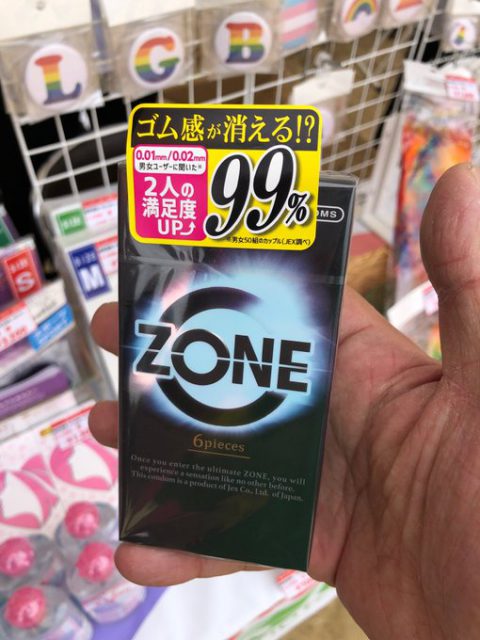 L
G
B
ゴム感が消える!?
0.01mm/0.02mm
男女ユーザーに聞いた※
2人の
満足度
UP
99%
※男女50組のカップル(JEX調べ)
OMS
ZONE
6pieces
Once you enter the ultimate ZONE, you will
experience a sensation like no other before.
This condom is a product of Jex Co., Ltd. of Japan.
S
M